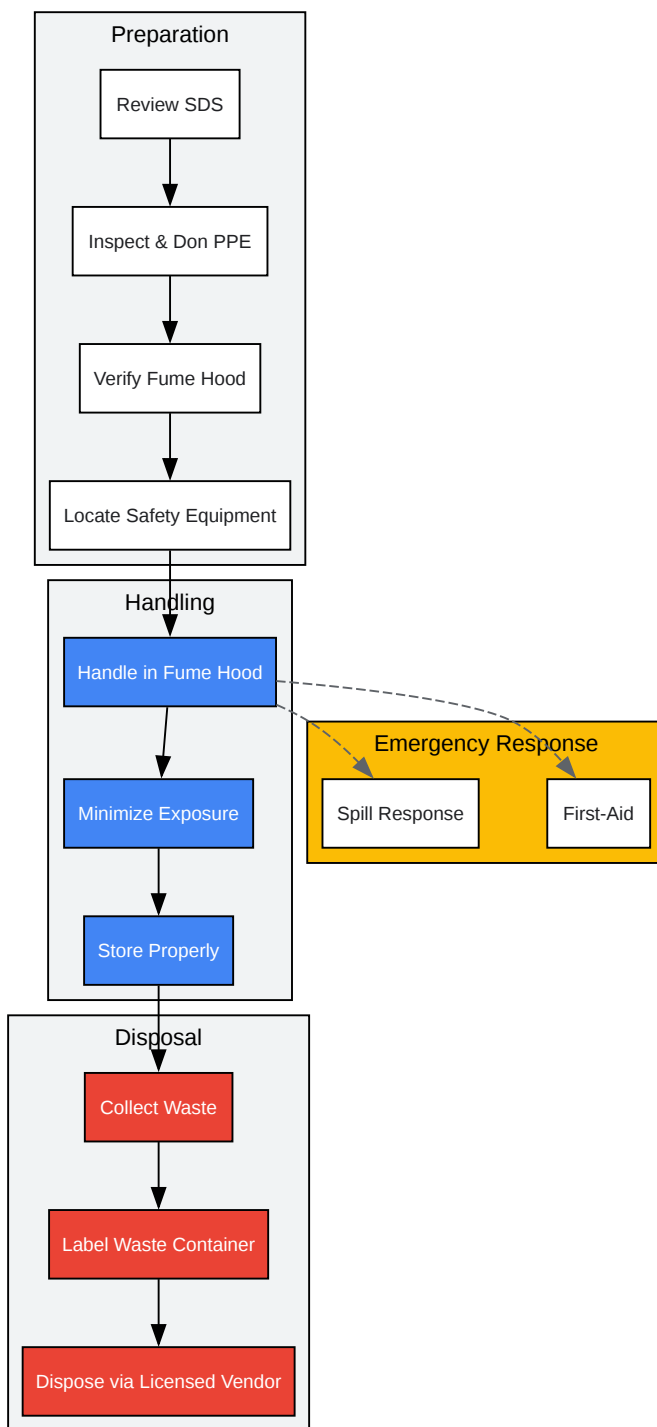 Preparation
Review SDS
Inspect & Don PPE
Verify Fume Hood
Locate Safety Equipment
Handling
Handle in Fume Hood
Minimize Exposure
Store Properly
Emergency Response
Spill Response
First-Aid
Disposal
Collect Waste
Label Waste Container
Dispose via Licensed Vendor